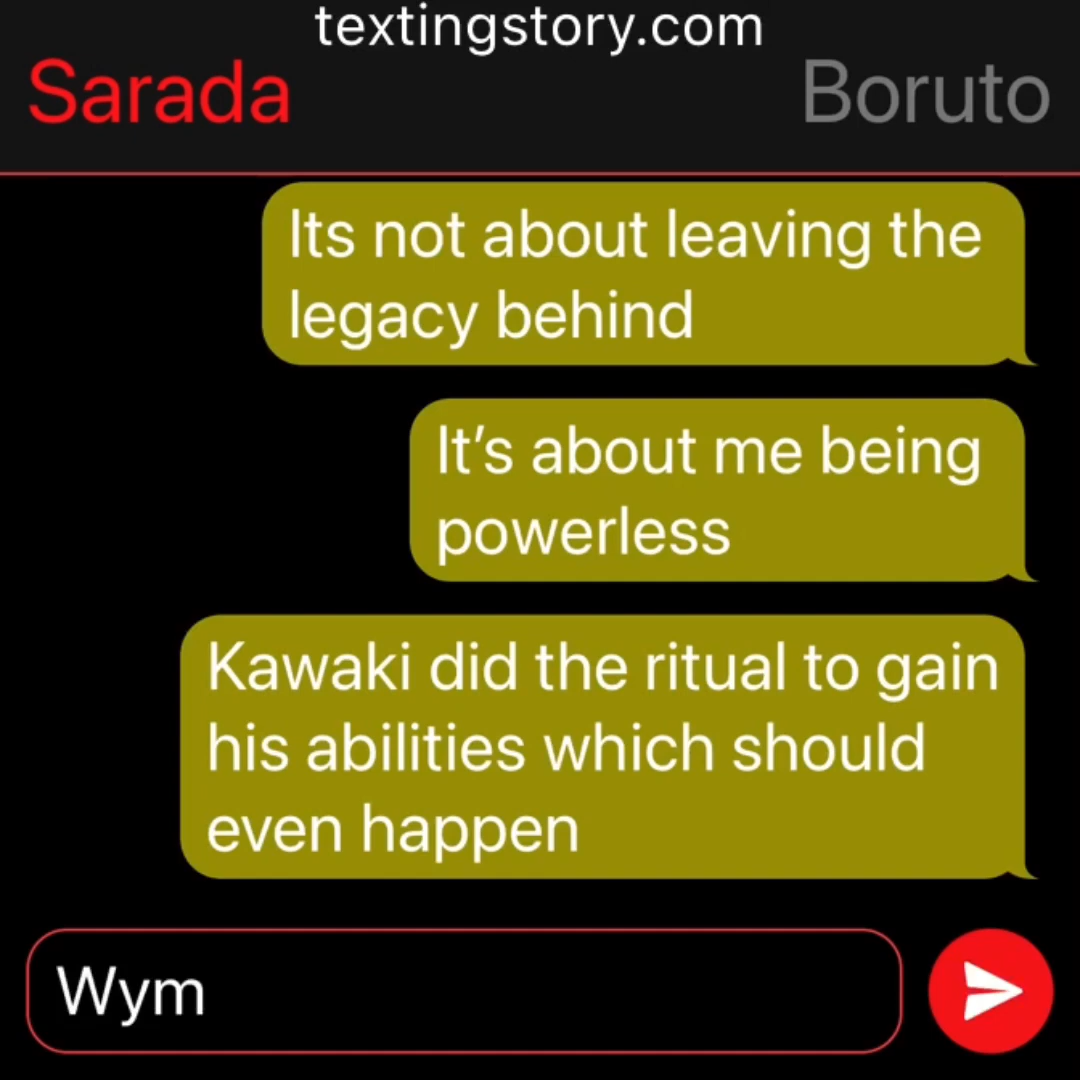 textingstory.com
Sarada
Boruto
Its not about leaving the
legacy behind
It’s about me being
powerless
Kawaki did the ritual to gain
his abilities which should
even happen
Wym